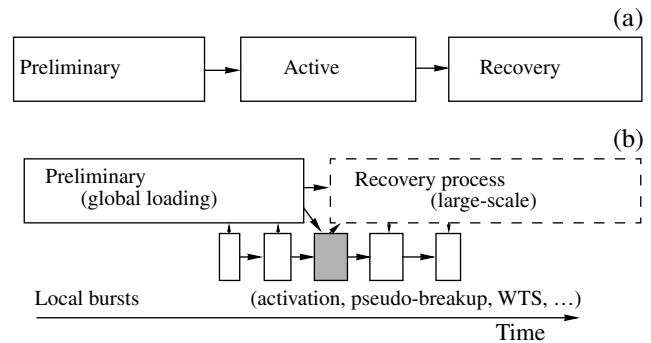 (a)
Preliminary Active Recovery
(b)
Preliminary
(global loading)
Recovery process
(large-scale)
Local bursts (activation, pseudo-breakup, WTS, …)
Time